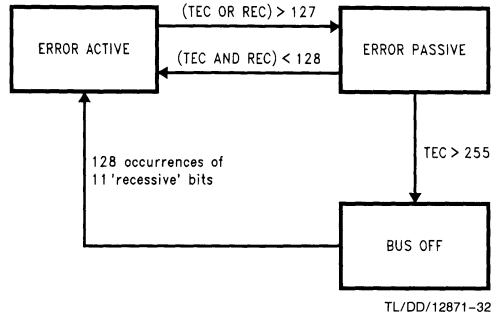 (TEC OR REC) > 127
ERROR ACTIVE
ERROR PASSIVE
(TEC AND REC) < 128
128 occurrences of
11 'recessive' bits
TEC > 255
BUS OFF
TL/DD/12871-32